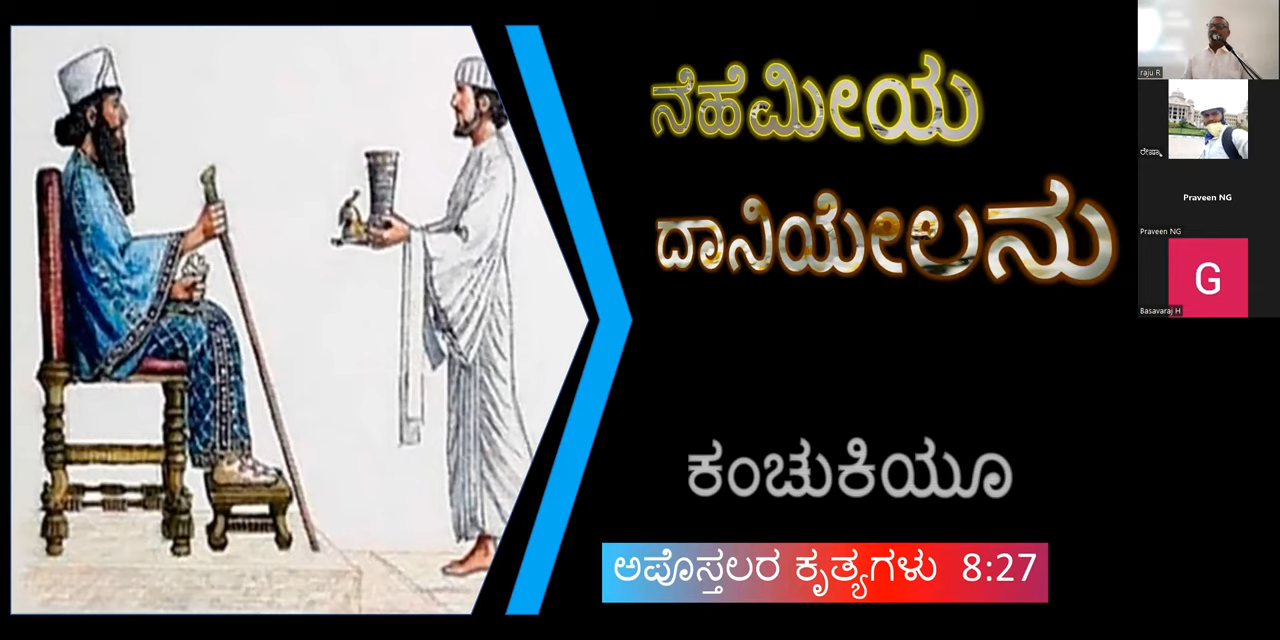 ನೆಹೆಮೀಯ
ದಾನಿಯೇಲನು
ಕಂಚುಕಿಯೂ
ಅಪೊಸ್ತಲರ ಕೃತ್ಯಗಳು 8:27
raju R
ರೇಷ್ಮಾ
Praveen NG
Praveen NG
G
Basavaraj H